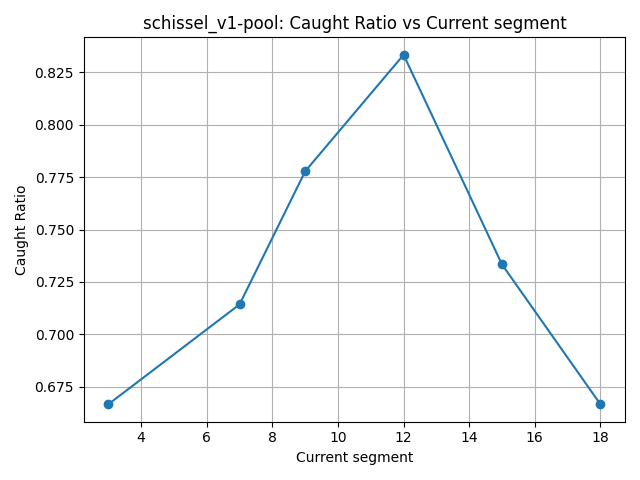 schissel_v1-pool: Caught Ratio vs Current segment
0.825
0.800
0.775
0.750
0.725
0.700
0.675
Caught Ratio
4 6 8 10 12 14 16 18
Current segment